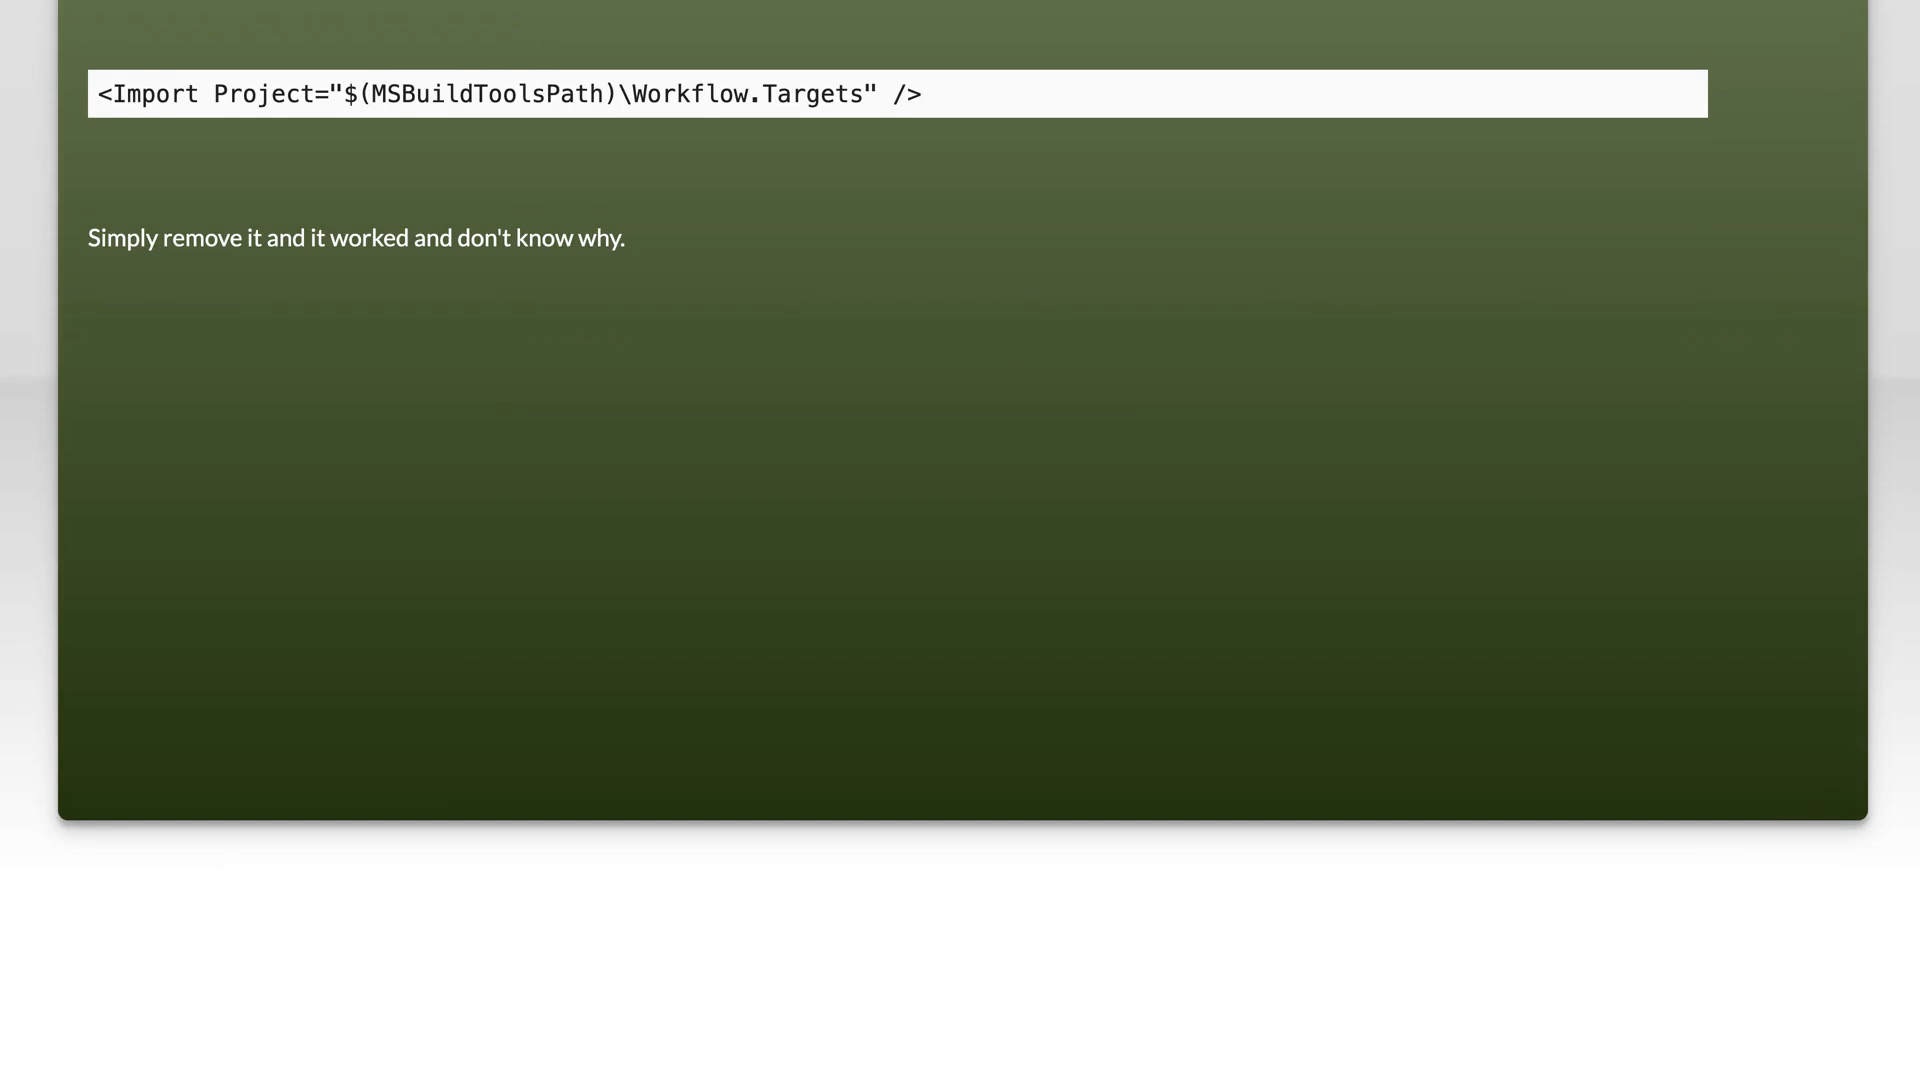 <Import Project="$(MSBuildToolsPath)\Workflow.Targets" />
Simply remove it and it worked and don't know why.